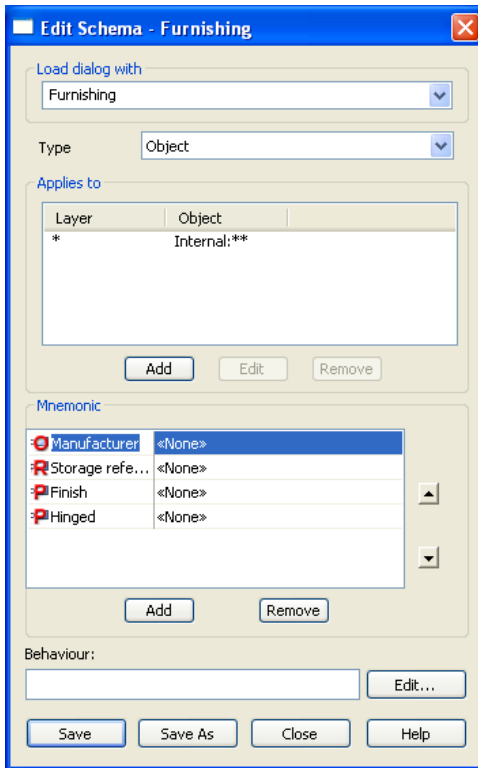 Edit Schema - Furnishing
Load dialog with
Furnishing
Type Object
Applies to
Layer Object
* Internal:**
Add Edit Remove
Mnemonic
O Manufacturer «None»
R Storage refe... «None»
P Finish «None»
P Hinged «None»
Add Remove
Behaviour:
Edit...
Save Save As Close Help